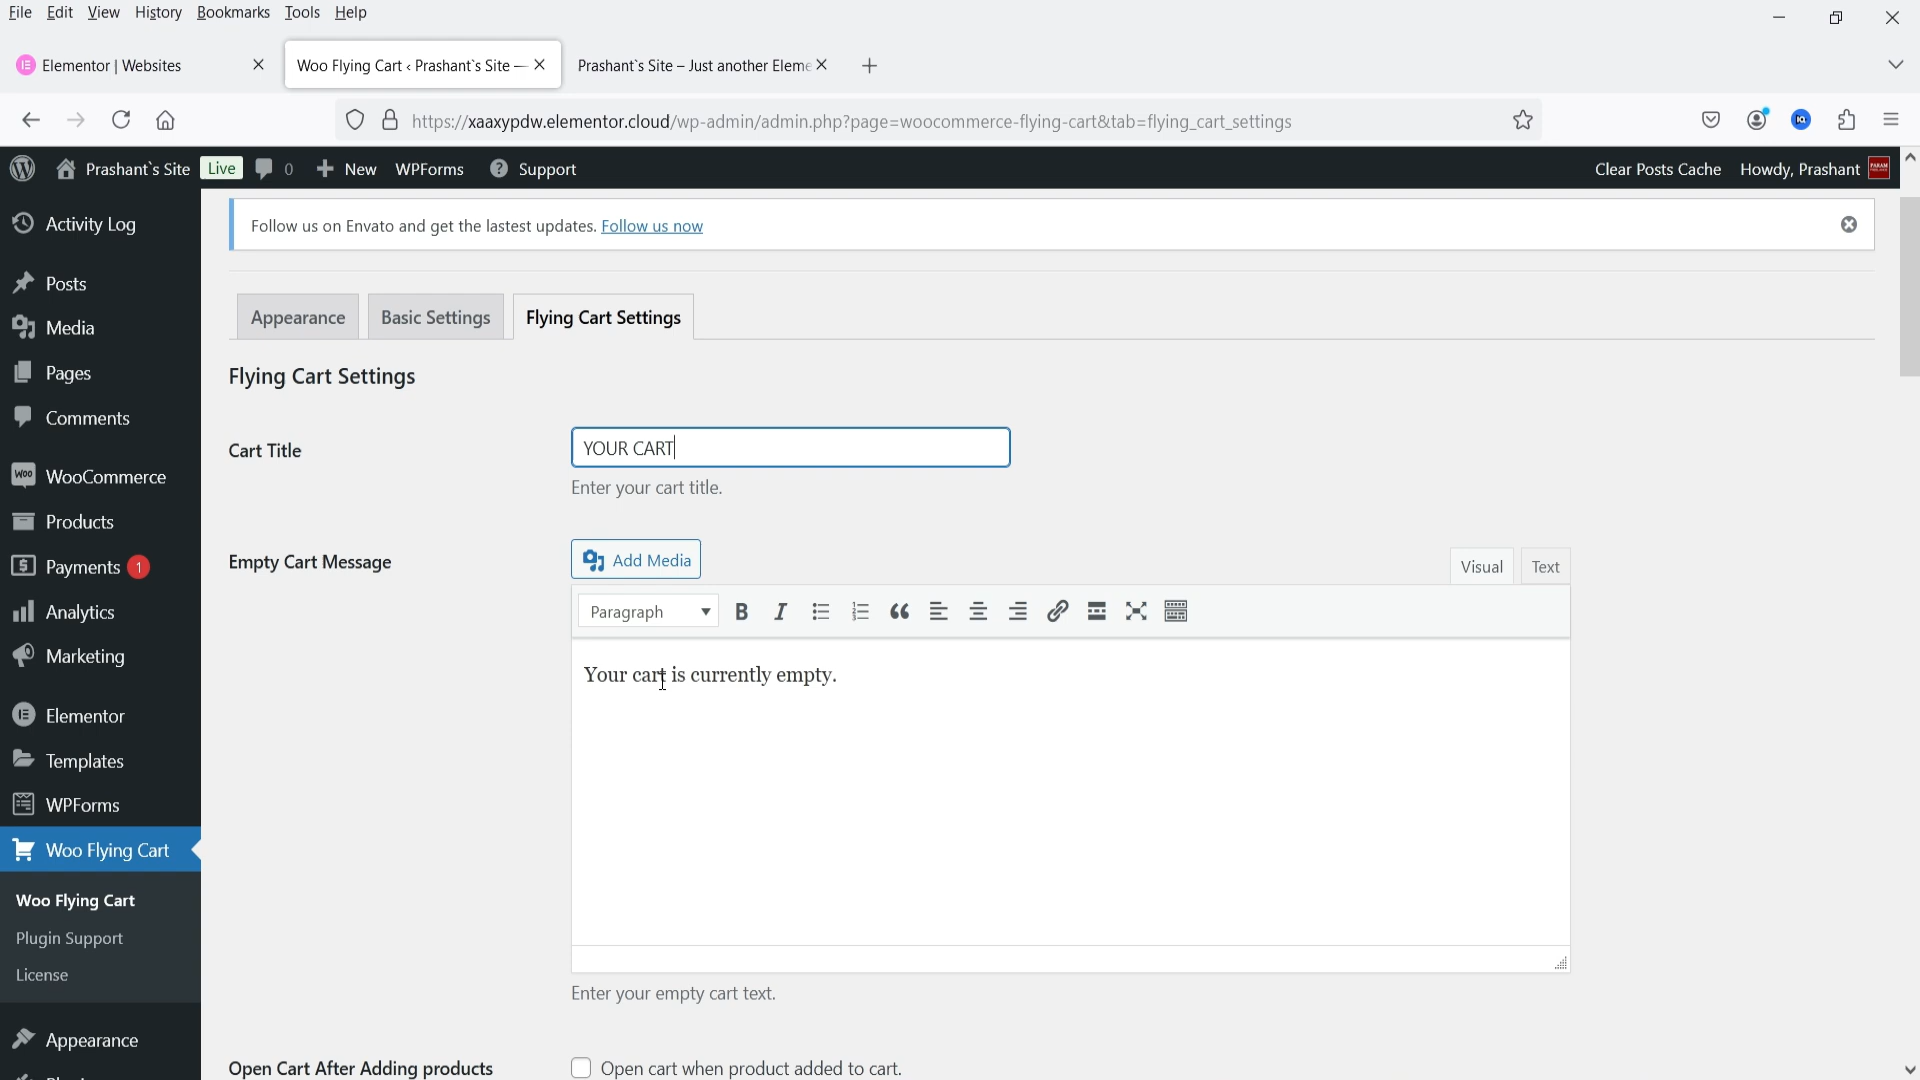 File Edit View History Bookmarks Tools Help
Elementor | Websites
Woo Flying Cart ‹ Prashant`s Site —
Prashant`s Site – Just another Eleme
https://xaaxypdw.elementor.cloud/wp-admin/admin.php?page=woocommerce-flying-cart&tab=flying_cart_settings
Prashant`s Site Live 0 New WPForms Support Clear Posts Cache Howdy, Prashant
Activity Log
Posts
Media
Pages
Comments
WooCommerce
Products
Payments 1
Analytics
Marketing
Elementor
Templates
WPForms
Woo Flying Cart
Woo Flying Cart
Plugin Support
License
Appearance
Follow us on Envato and get the lastest updates. Follow us now
Appearance Basic Settings Flying Cart Settings
Flying Cart Settings
Cart Title
YOUR CART
Enter your cart title.
Empty Cart Message
Add Media
Visual Text
Paragraph
Your cart is currently empty.
Enter your empty cart text.
Open Cart After Adding products
Open cart when product added to cart.